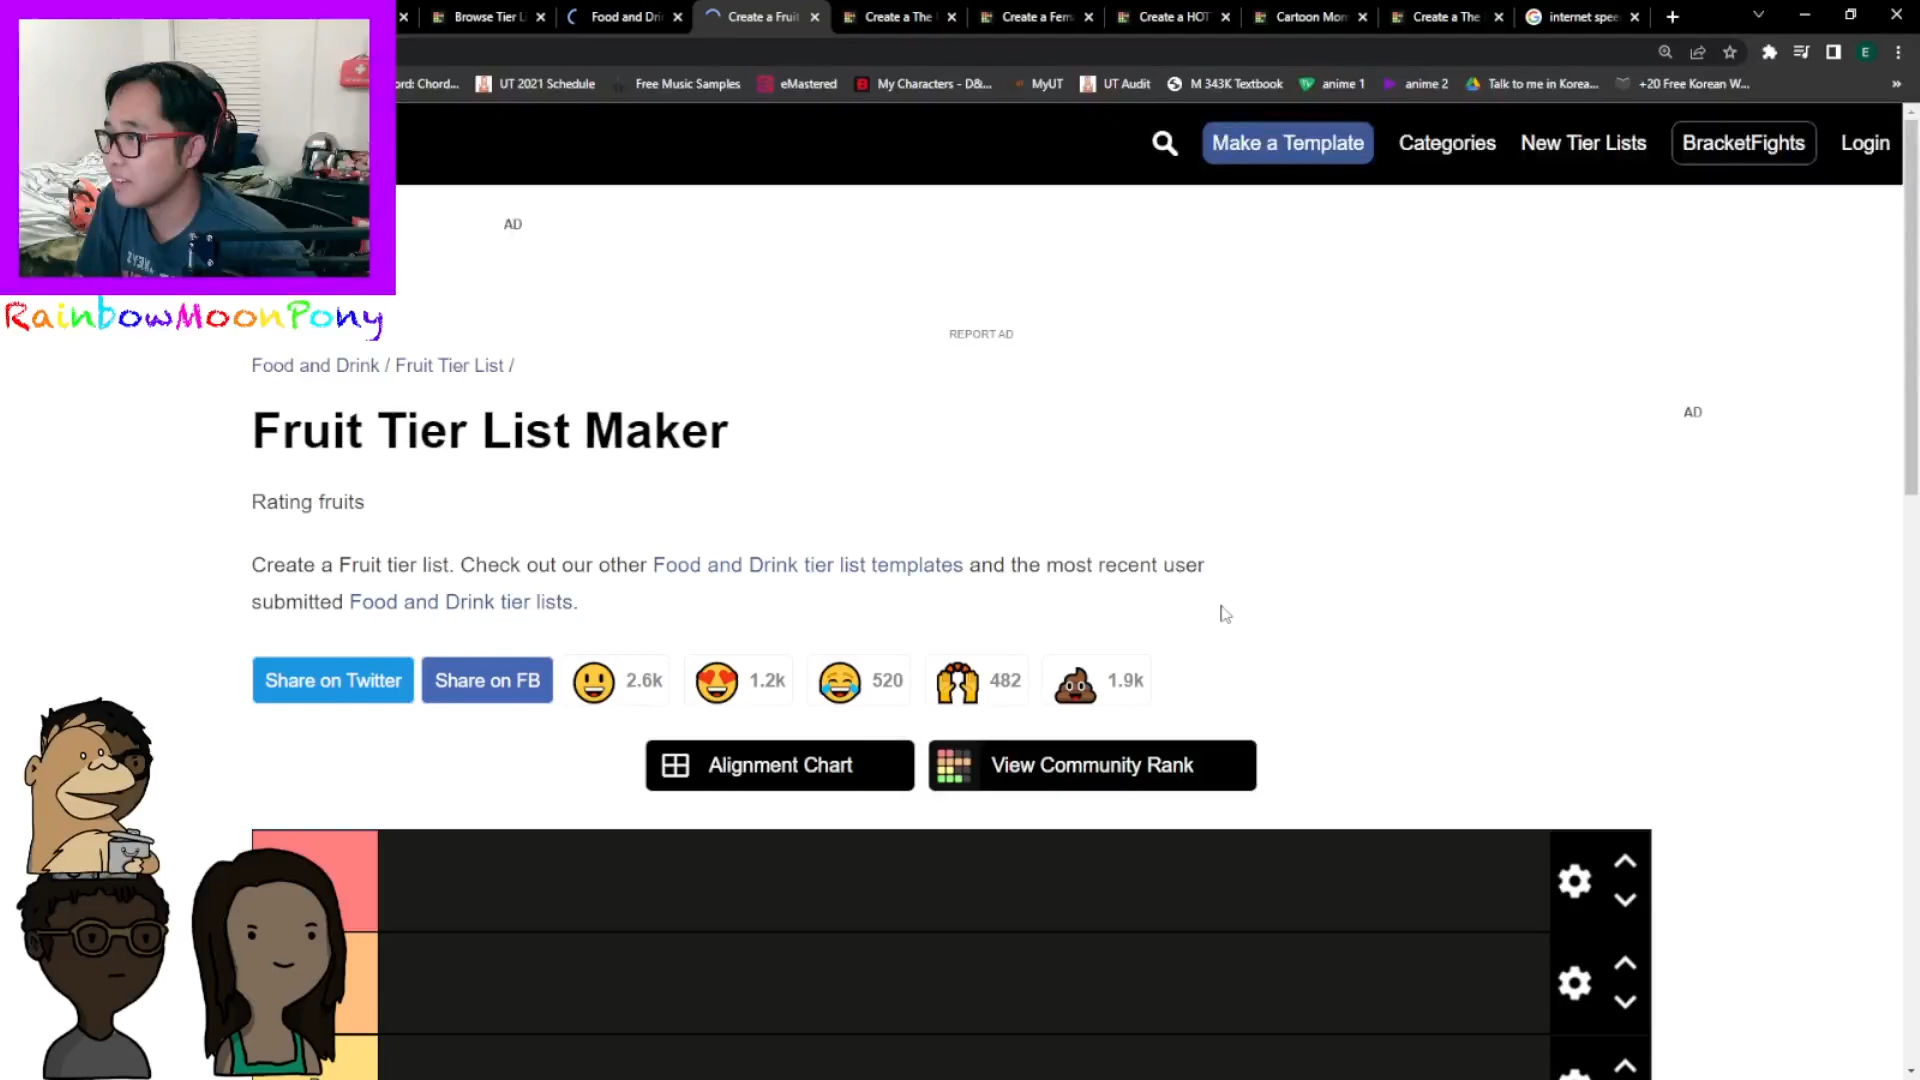 Browse Tier L
Food and Dri
Create a Fruit
Create a The
Create a Fem
Create a HOT
Cartoon Mom
Create a The
internet spee
E
ord: Chord...
UT 2021 Schedule
Free Music Samples
eMastered
My Characters - D&...
MyUT
UT Audit
M 343K Textbook
anime 1
anime 2
Talk to me in Korea...
+20 Free Korean W...
Make a Template
Categories
New Tier Lists
BracketFights
Login
AD
RainbowMoonPony
REPORT AD
Food and Drink / Fruit Tier List /
AD
Fruit Tier List Maker
Rating fruits
Create a Fruit tier list. Check out our other Food and Drink tier list templates and the most recent user
submitted Food and Drink tier lists.
Share on Twitter
Share on FB
2.6k
1.2k
520
482
1.9k
Alignment Chart
View Community Rank